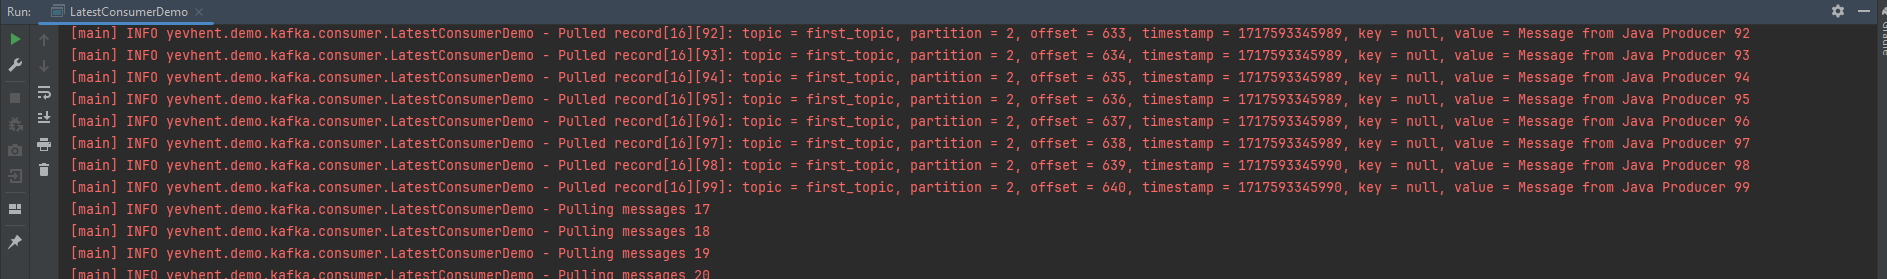 Run: LatestConsumerDemo
[main] INFO yevhent.demo.kafka.consumer.LatestConsumerDemo - Pulled record[16][92]: topic = first_topic, partition = 2, offset = 633, timestamp = 1717593345989, key = null, value = Message from Java Producer 92
[main] INFO yevhent.demo.kafka.consumer.LatestConsumerDemo - Pulled record[16][93]: topic = first_topic, partition = 2, offset = 634, timestamp = 1717593345989, key = null, value = Message from Java Producer 93
[main] INFO yevhent.demo.kafka.consumer.LatestConsumerDemo - Pulled record[16][94]: topic = first_topic, partition = 2, offset = 635, timestamp = 1717593345989, key = null, value = Message from Java Producer 94
[main] INFO yevhent.demo.kafka.consumer.LatestConsumerDemo - Pulled record[16][95]: topic = first_topic, partition = 2, offset = 636, timestamp = 1717593345989, key = null, value = Message from Java Producer 95
[main] INFO yevhent.demo.kafka.consumer.LatestConsumerDemo - Pulled record[16][96]: topic = first_topic, partition = 2, offset = 637, timestamp = 1717593345989, key = null, value = Message from Java Producer 96
[main] INFO yevhent.demo.kafka.consumer.LatestConsumerDemo - Pulled record[16][97]: topic = first_topic, partition = 2, offset = 638, timestamp = 1717593345989, key = null, value = Message from Java Producer 97
[main] INFO yevhent.demo.kafka.consumer.LatestConsumerDemo - Pulled record[16][98]: topic = first_topic, partition = 2, offset = 639, timestamp = 1717593345990, key = null, value = Message from Java Producer 98
[main] INFO yevhent.demo.kafka.consumer.LatestConsumerDemo - Pulled record[16][99]: topic = first_topic, partition = 2, offset = 640, timestamp = 1717593345990, key = null, value = Message from Java Producer 99
[main] INFO yevhent.demo.kafka.consumer.LatestConsumerDemo - Pulling messages 17
[main] INFO yevhent.demo.kafka.consumer.LatestConsumerDemo - Pulling messages 18
[main] INFO yevhent.demo.kafka.consumer.LatestConsumerDemo - Pulling messages 19
[main] INFO yevhent.demo.kafka.consumer.LatestConsumerDemo - Pulling messages 20